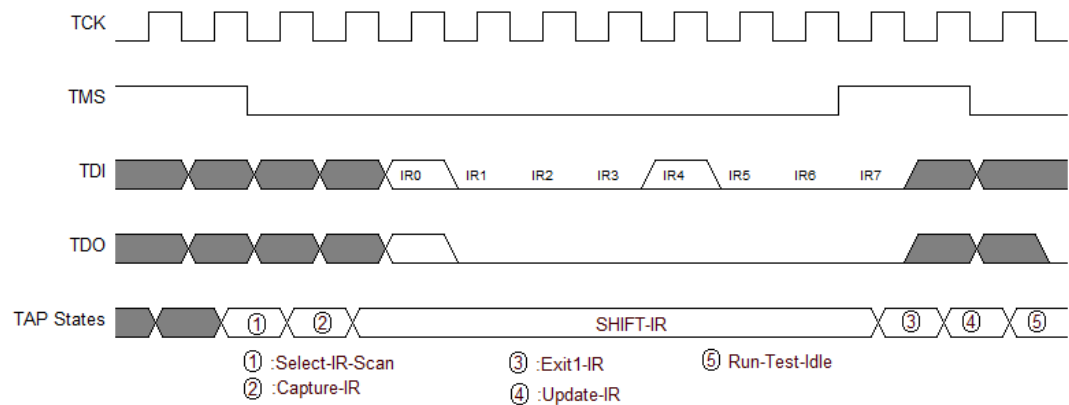 TCK
TMS
TDI IR0 IR1 IR2 IR3 IR4 IR5 IR6 IR7
TDO
TAP States 1 2 SHIFT-IR 3 4 5
1 :Select-IR-Scan 3 :Exit1-IR 5 Run-Test-Idle
2 :Capture-IR 4 :Update-IR